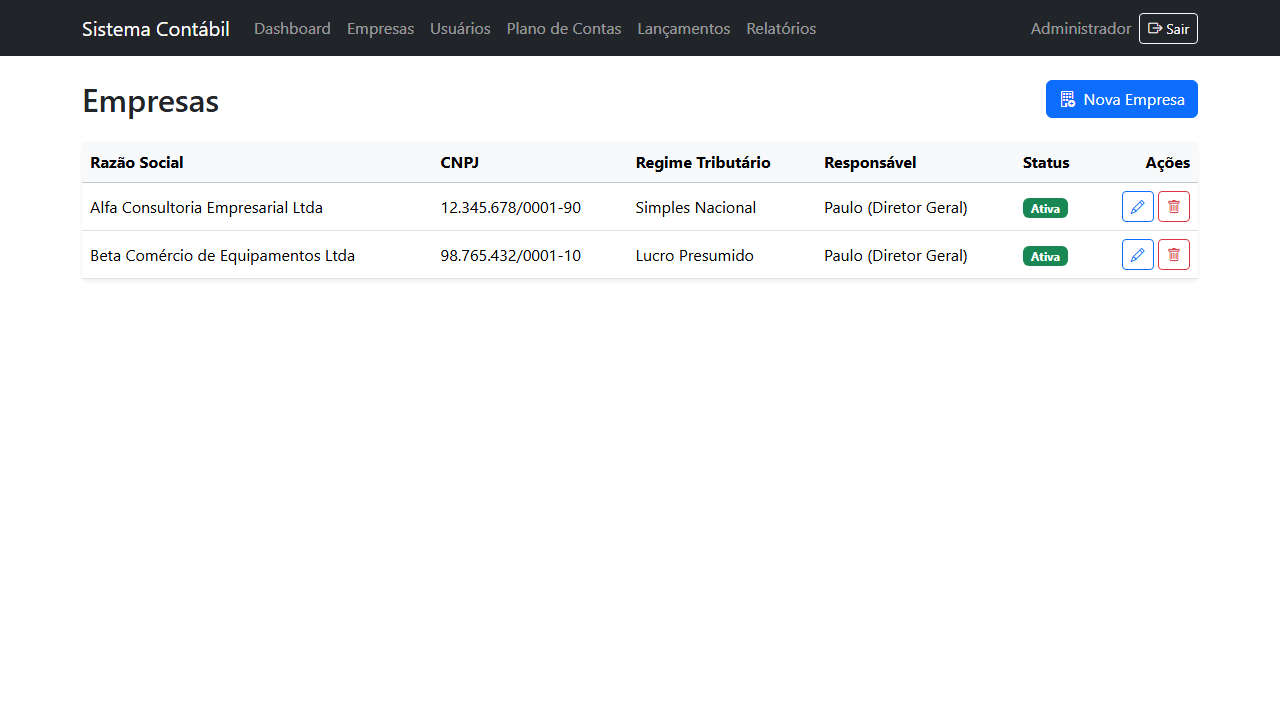 Sistema Contábil Dashboard Empresas Usuários Plano de Contas Lançamentos Relatórios Administrador Sair
Empresas Nova Empresa
Razão Social CNPJ Regime Tributário Responsável Status Ações
Alfa Consultoria Empresarial Ltda 12.345.678/0001-90 Simples Nacional Paulo (Diretor Geral) Ativa
Beta Comércio de Equipamentos Ltda 98.765.432/0001-10 Lucro Presumido Paulo (Diretor Geral) Ativa